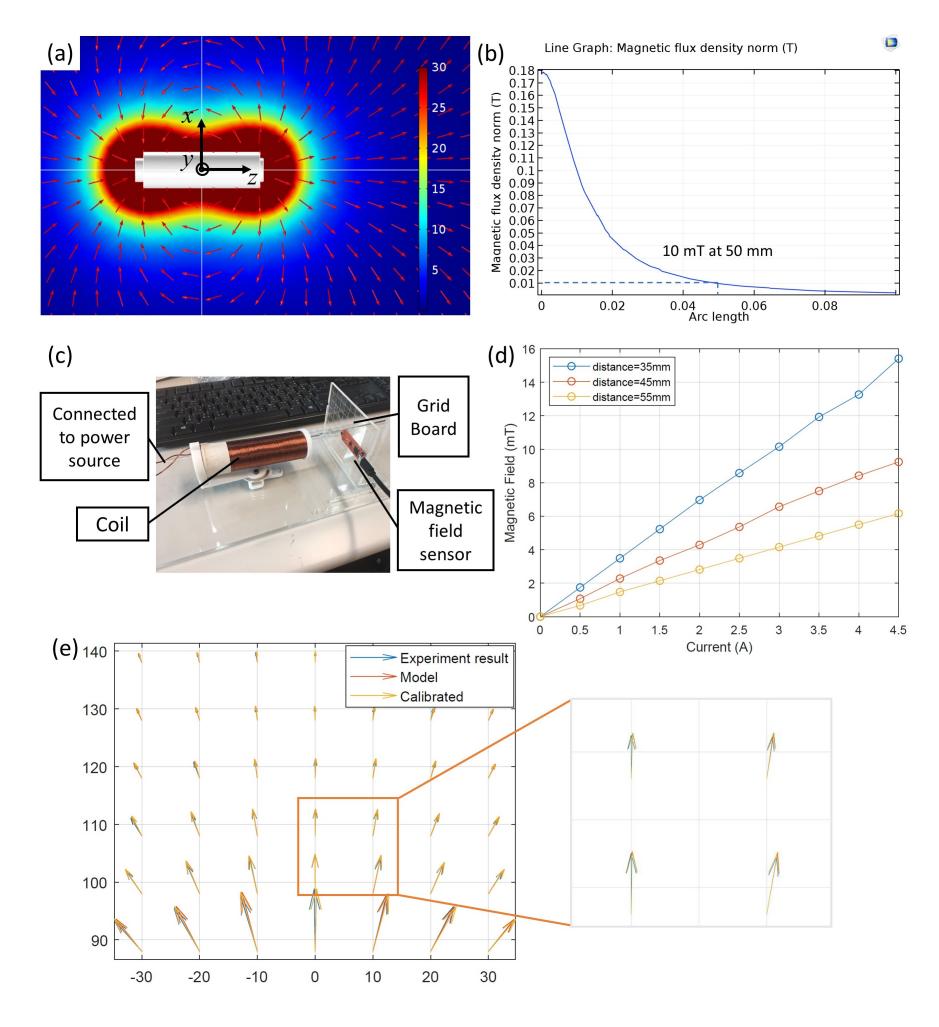 (a)
x
y
z
30
25
20
15
10
5
(b)
Line Graph: Magnetic flux density norm (T)
Magnetic flux density norm (T)
0.18
0.17
0.16
0.15
0.14
0.13
0.12
0.11
0.1
0.09
0.08
0.07
0.06
0.05
0.04
0.03
0.02
0.01
10 mT at 50 mm
0
0.02
0.04
0.06
0.08
Arc length
(c)
Connected
to power
source
Coil
Grid
Board
Magnetic
field
sensor
(d)
Magnetic Field (mT)
16
14
12
10
8
6
4
2
0
distance=35mm
distance=45mm
distance=55mm
0
0.5
1
1.5
2
2.5
3
3.5
4
4.5
Current (A)
(e)
140
130
120
110
100
90
Experiment result
Model
Calibrated
-30
-20
-10
0
10
20
30